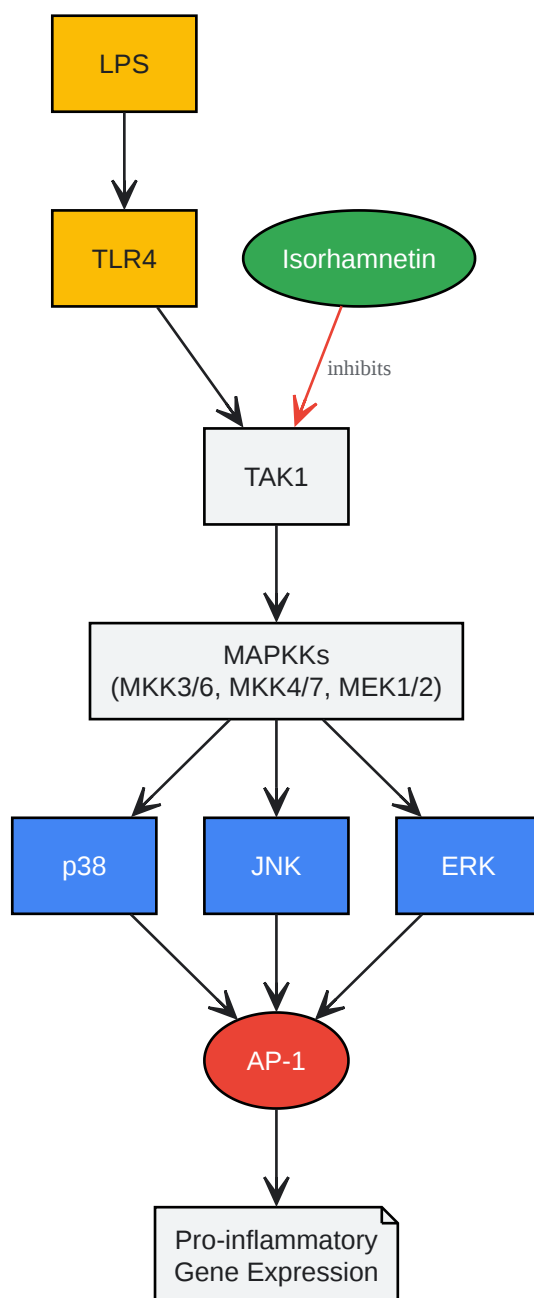 LPS
TLR4
Isorhamnetin
inhibits
TAK1
MAPKKs
(MKK3/6, MKK4/7, MEK1/2)
p38
JNK
ERK
AP-1
Pro-inflammatory
Gene Expression